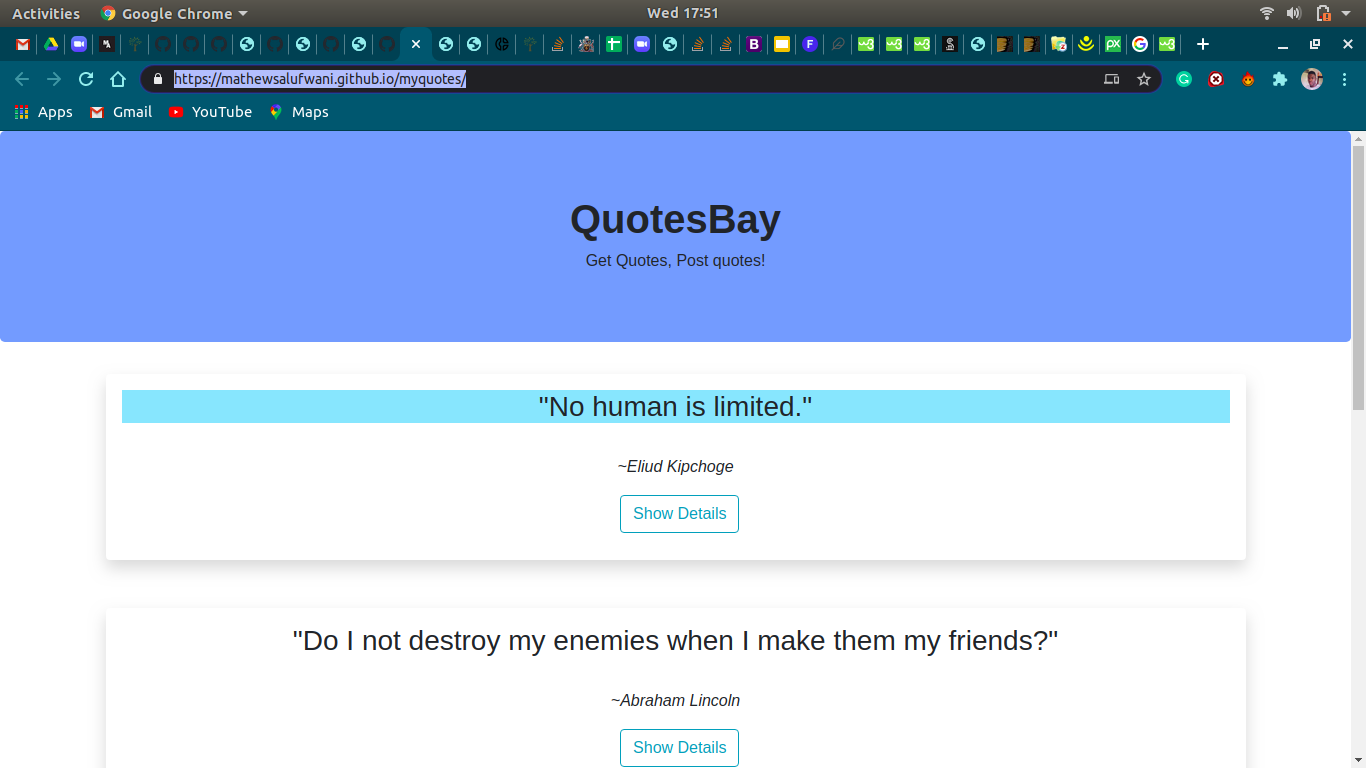 Activities Google Chrome Wed 17:51
https://mathewsalufwani.github.io/myquotes/
Apps Gmail YouTube Maps
QuotesBay
Get Quotes, Post quotes!
"No human is limited."
~Eliud Kipchoge
Show Details
"Do I not destroy my enemies when I make them my friends?"
~Abraham Lincoln
Show Details